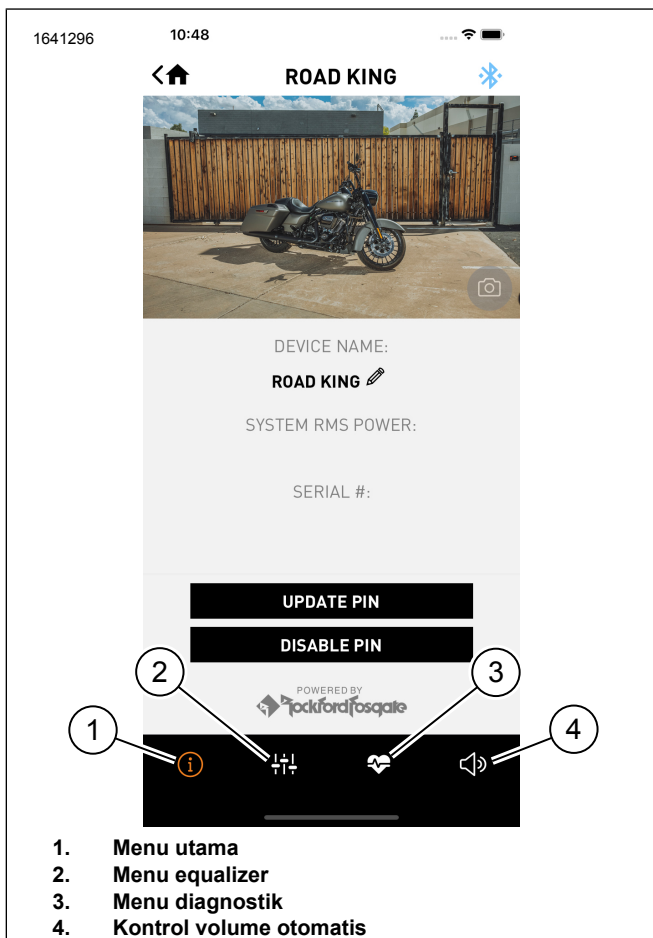 1641296
10:48
ROAD KING
DEVICE NAME:
ROAD KING
SYSTEM RMS POWER:
SERIAL #:
UPDATE PIN
DISABLE PIN
POWERED BY
Rockford Fosgate
1
2
3
4
1. Menu utama
2. Menu equalizer
3. Menu diagnostik
4. Kontrol volume otomatis